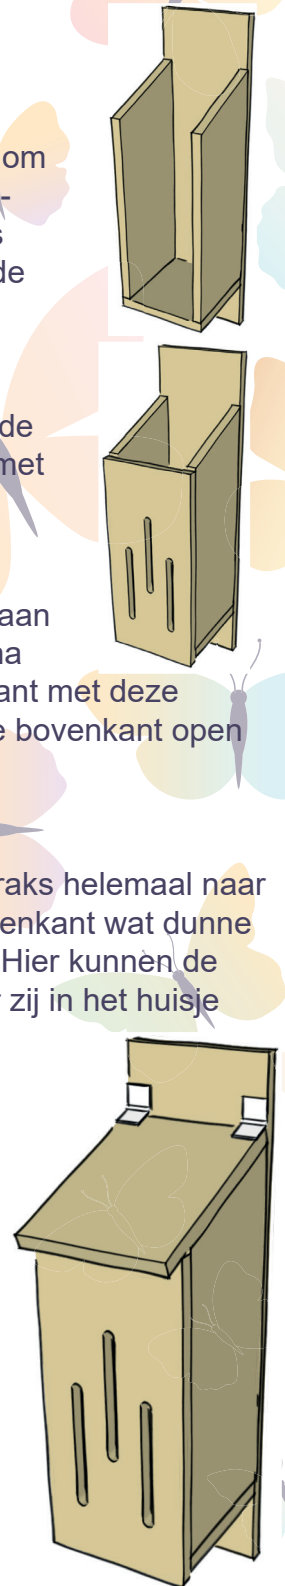 om
-
s
de
de
met
aan
na
ant met deze
e bovenkant open
raks helemaal naar
enkant wat dunne
Hier kunnen de
r zij in het huisje